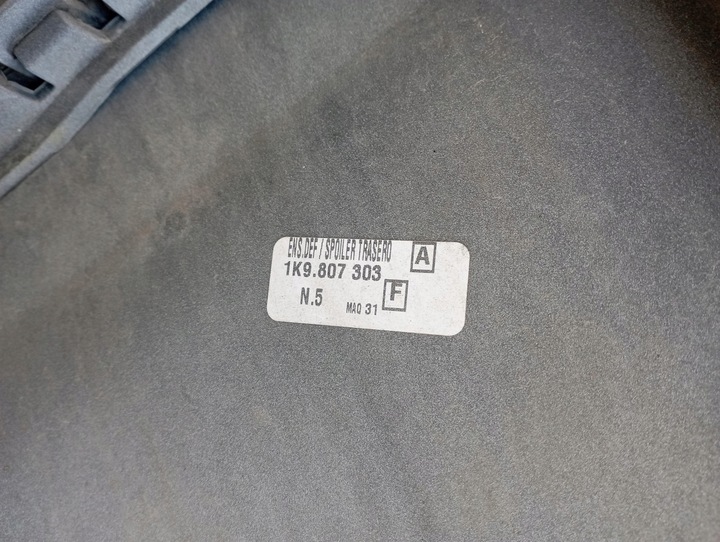 ENS.DEF / SPOILER TRASERO A
1K9.807 303
N.5 MAQ 31 F